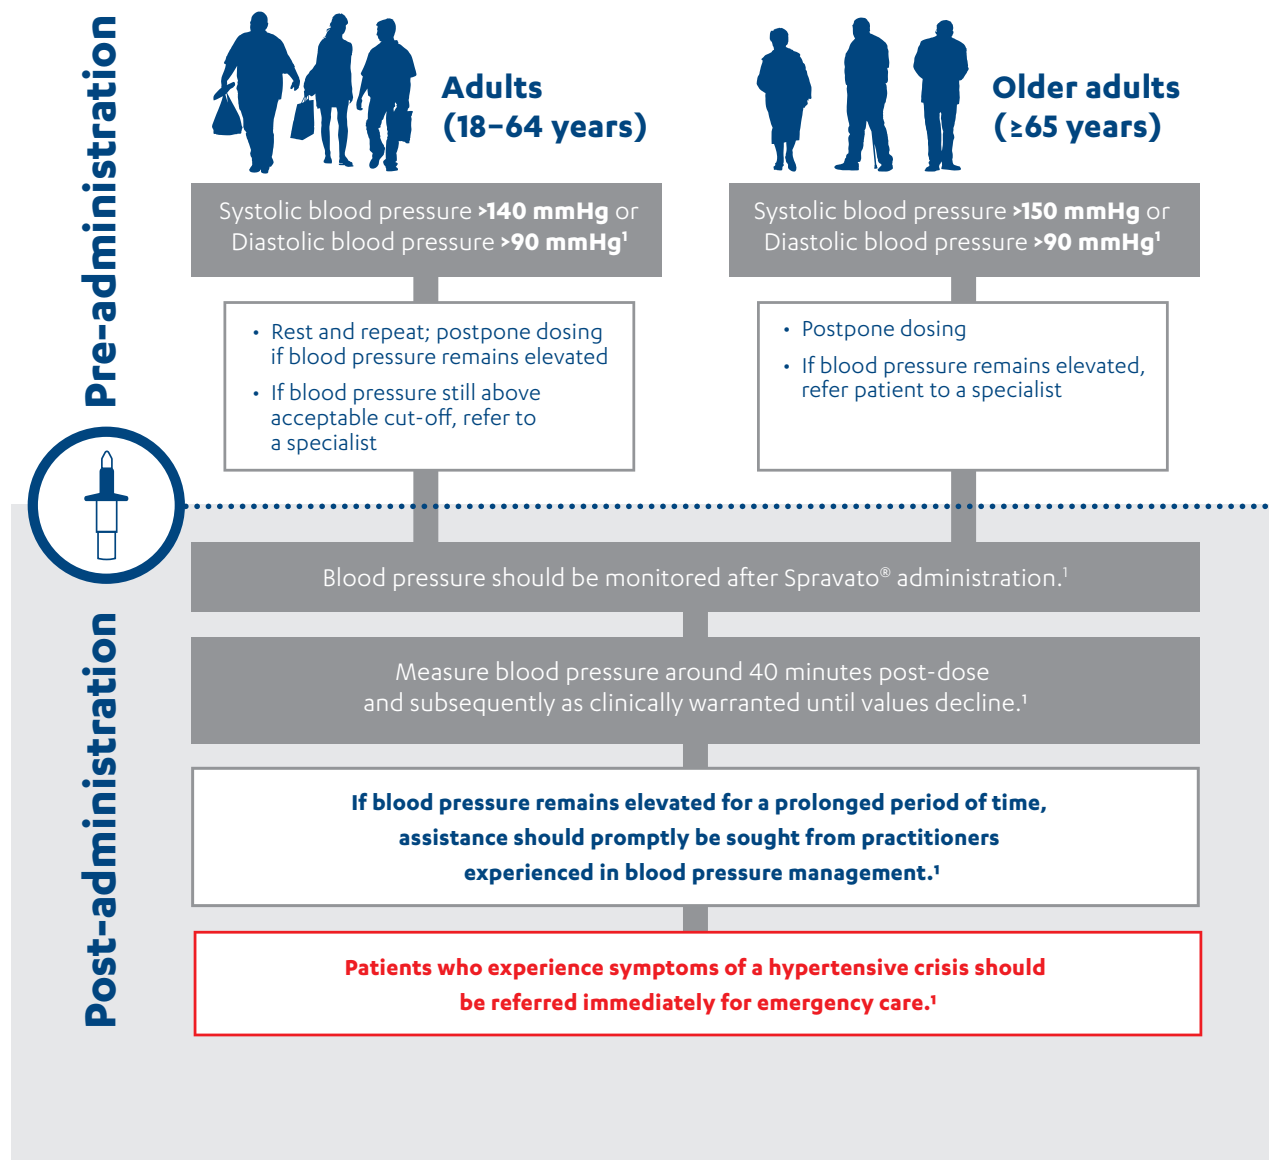 Pre-administration
Adults
(18–64 years)
Systolic blood pressure >140 mmHg or
Diastolic blood pressure >90 mmHg¹
• Rest and repeat; postpone dosing
if blood pressure remains elevated
• If blood pressure still above
acceptable cut-off, refer to
a specialist
Older adults
(≥65 years)
Systolic blood pressure >150 mmHg or
Diastolic blood pressure >90 mmHg¹
• Postpone dosing
• If blood pressure remains elevated,
refer patient to a specialist
Post-administration
Blood pressure should be monitored after Spravato® administration.¹
Measure blood pressure around 40 minutes post-dose
and subsequently as clinically warranted until values decline.¹
If blood pressure remains elevated for a prolonged period of time,
assistance should promptly be sought from practitioners
experienced in blood pressure management.¹
Patients who experience symptoms of a hypertensive crisis should
be referred immediately for emergency care.¹